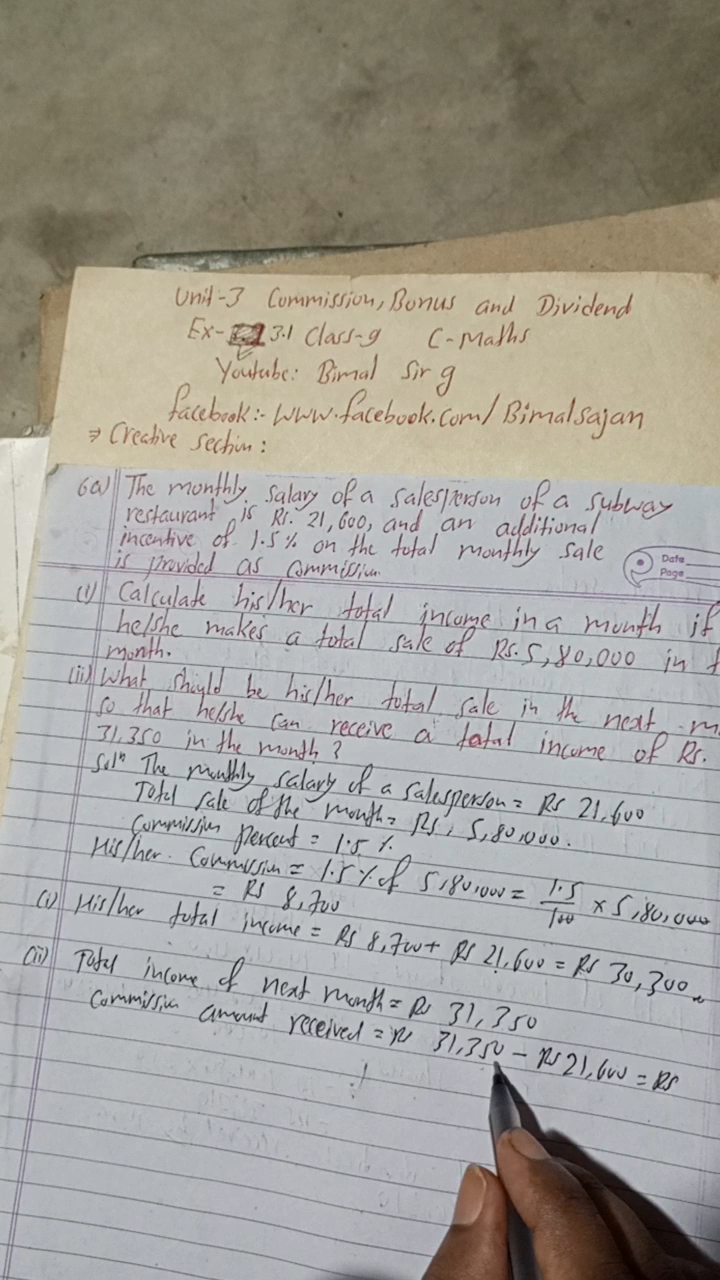 Unit-3 Commission, Bonus and Dividend
Ex- 3.1 Class-9 C-Maths
Youtube: Bimal Sir g
facebook:- www.facebook.com/Bimalsajan
⇒ Creative section:
6a) The monthly salary of a salesperson of a subway
restaurant is Rs. 21,600, and an additional
incentive of 1.5% on the total monthly sale
is provided as commission.
Date
Page
(i) Calculate his/her total income in a month if
he/she makes a total sale of Rs. 5,80,000 in
month.
(ii) What should be his/her total sale in the next
so that he/she can receive a total income of Rs.
31,350 in the month?
Solⁿ The monthly salary of a salesperson = Rs 21,600
Total sale of the month = Rs. 5,80,000.
Commission percent = 1.5%
His/her Commission = 1.5% of 5,80,000 = 1.5/100 × 5,80,000
= Rs 8,700
(i) His/her total income = Rs 8,700 + Rs 21,600 = Rs 30,300
(ii) Total income of next month = Rs 31,350
Commission amount received = Rs 31,350 - Rs 21,600 = Rs